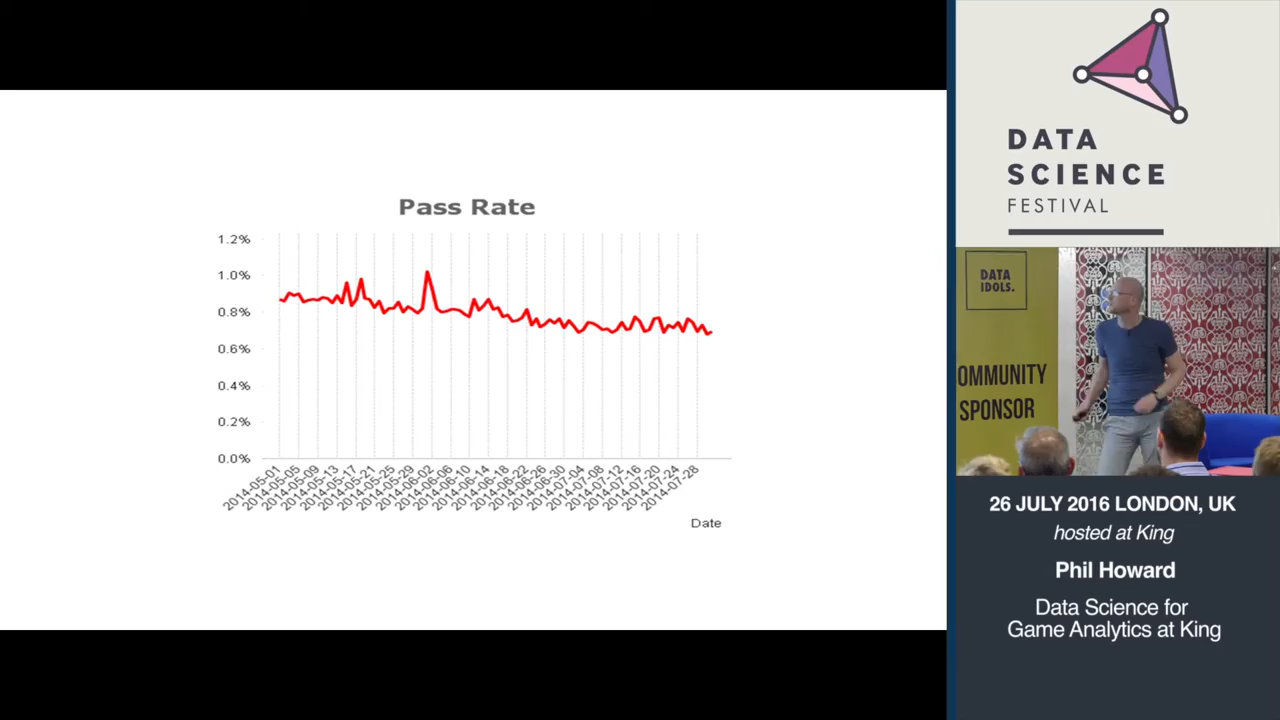 Pass Rate
1.2%
1.0%
0.8%
0.6%
0.4%
0.2%
0.0%
2014-05-01
2014-05-05
2014-05-09
2014-05-13
2014-05-17
2014-05-21
2014-05-25
2014-05-29
2014-06-02
2014-06-06
2014-06-10
2014-06-14
2014-06-18
2014-06-22
2014-06-26
2014-06-30
2014-07-04
2014-07-08
2014-07-12
2014-07-16
2014-07-20
2014-07-24
2014-07-28
Date
DATA
SCIENCE
FESTIVAL
DATA
IDOLS.
OMMUNITY
SPONSOR
26 JULY 2016 LONDON, UK
hosted at King
Phil Howard
Data Science for
Game Analytics at King